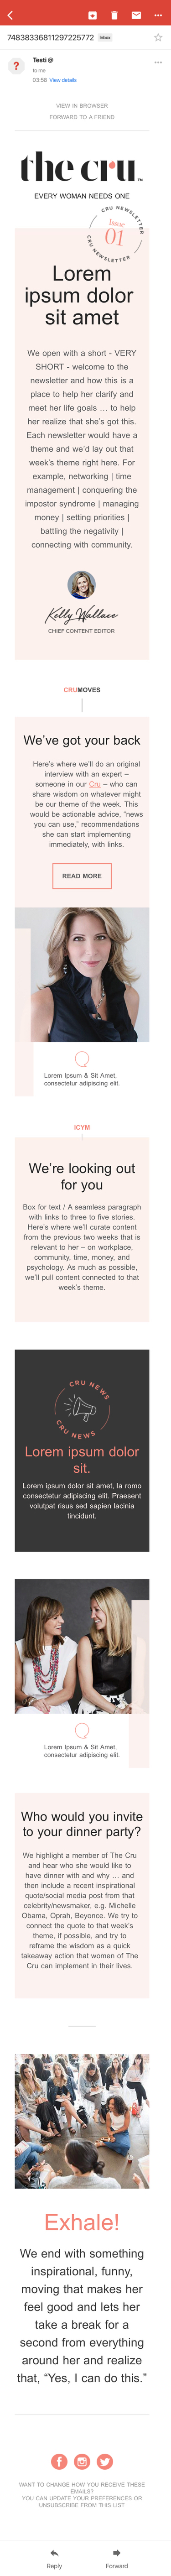 74838336811297225772 Inbox
Testi @
to me
03:58 View details
VIEW IN BROWSER
FORWARD TO A FRIEND
the cru™
EVERY WOMAN NEEDS ONE
CRU NEWSLETTER
Issue
01
CRU NEWSLETTER
Lorem
ipsum dolor
sit amet
We open with a short - VERY
SHORT - welcome to the
newsletter and how this is a
place to help her clarify and
meet her life goals … to help
her realize that she’s got this.
Each newsletter would have a
theme and we’d lay out that
week’s theme right here. For
example, networking | time
management | conquering the
impostor syndrome | managing
money | setting priorities |
battling the negativity |
connecting with community.
Kelly Wallace
CHIEF CONTENT EDITOR
CRUMOVES
We’ve got your back
Here’s where we’ll do an original
interview with an expert –
someone in our Cru – who can
share wisdom on whatever might
be our theme of the week. This
would be actionable advice, “news
you can use,” recommendations
she can start implementing
immediately, with links.
READ MORE
Lorem Ipsum & Sit Amet,
consectetur adipiscing elit.
ICYM
We’re looking out
for you
Box for text / A seamless paragraph
with links to three to five stories.
Here’s where we’ll curate content
from the previous two weeks that is
relevant to her – on workplace,
community, time, money, and
psychology. As much as possible,
we’ll pull content connected to that
week’s theme.
CRU NEWS
CRU NEWS
Lorem ipsum dolor
sit.
Lorem ipsum dolor sit amet, la romo
consectetur adipiscing elit. Praesent
volutpat risus sed sapien lacinia
tincidunt.
Lorem Ipsum & Sit Amet,
consectetur adipiscing elit.
Who would you invite
to your dinner party?
We highlight a member of The Cru
and hear who she would like to
have dinner with and why … and
then include a recent inspirational
quote/social media post from that
celebrity/newsmaker, e.g. Michelle
Obama, Oprah, Beyonce. We try to
connect the quote to that week’s
theme, if possible, and try to
reframe the wisdom as a quick
takeaway action that women of The
Cru can implement in their lives.
Exhale!
We end with something
inspirational, funny,
moving that makes her
feel good and lets her
take a break for a
second from everything
around her and realize
that, “Yes, I can do this.”
WANT TO CHANGE HOW YOU RECEIVE THESE
EMAILS?
YOU CAN UPDATE YOUR PREFERENCES OR
UNSUBSCRIBE FROM THIS LIST
Reply
Forward